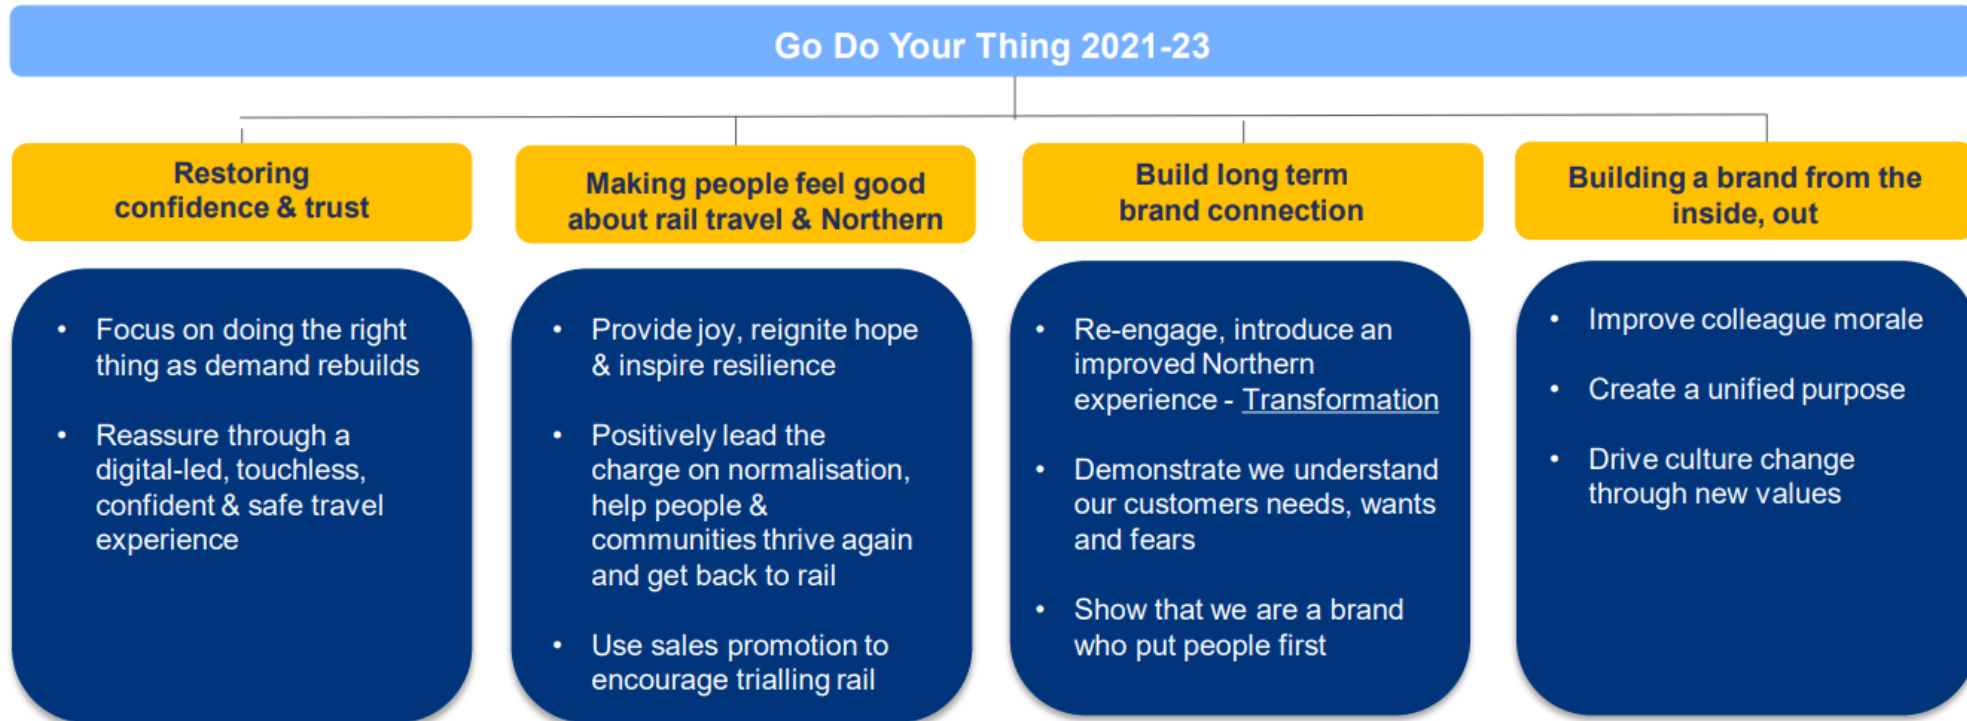 Go Do Your Thing 2021-23
Restoring
confidence & trust
• Focus on doing the right
thing as demand rebuilds
• Reassure through a
digital-led, touchless,
confident & safe travel
experience
Making people feel good
about rail travel & Northern
• Provide joy, reignite hope
& inspire resilience
• Positively lead the
charge on normalisation,
help people &
communities thrive again
and get back to rail
• Use sales promotion to
encourage trialling rail
Build long term
brand connection
• Re-engage, introduce an
improved Northern
experience - Transformation
• Demonstrate we understand
our customers needs, wants
and fears
• Show that we are a brand
who put people first
Building a brand from the
inside, out
• Improve colleague morale
• Create a unified purpose
• Drive culture change
through new values